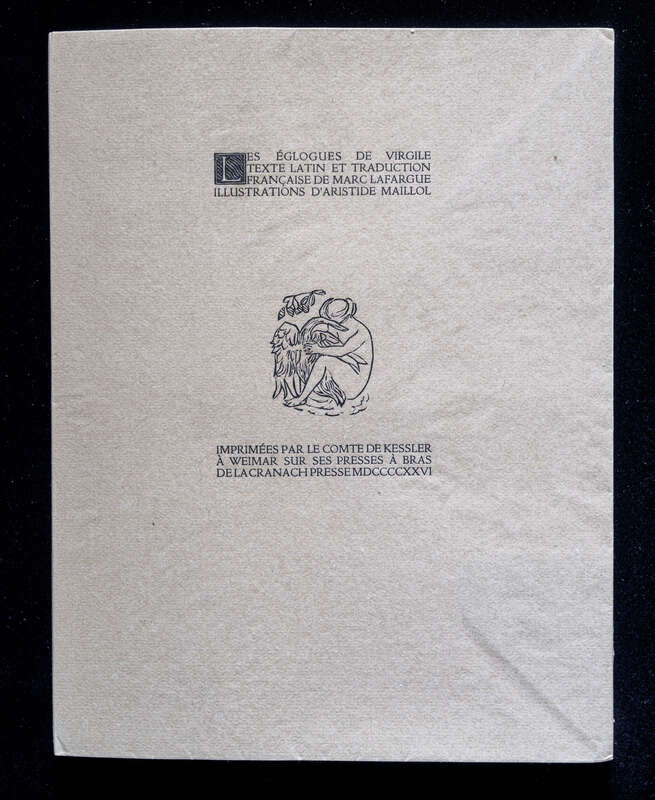 LES ÉGLOGUES DE VIRGILE
TEXTE LATIN ET TRADUCTION
FRANÇAISE DE MARC LAFARGUE
ILLUSTRATIONS D'ARISTIDE MAILLOL
IMPRIMÉES PAR LE COMTE DE KESSLER
À WEIMAR SUR SES PRESSES À BRAS
DE LA CRANACH PRESSE MDCCCCXXVI